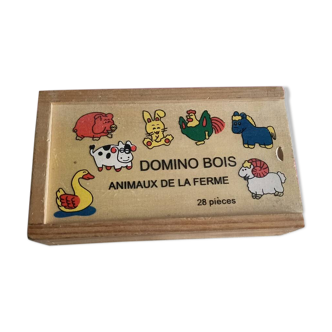 DOMINO BOIS
ANIMAUX DE LA FERME
28 pièces